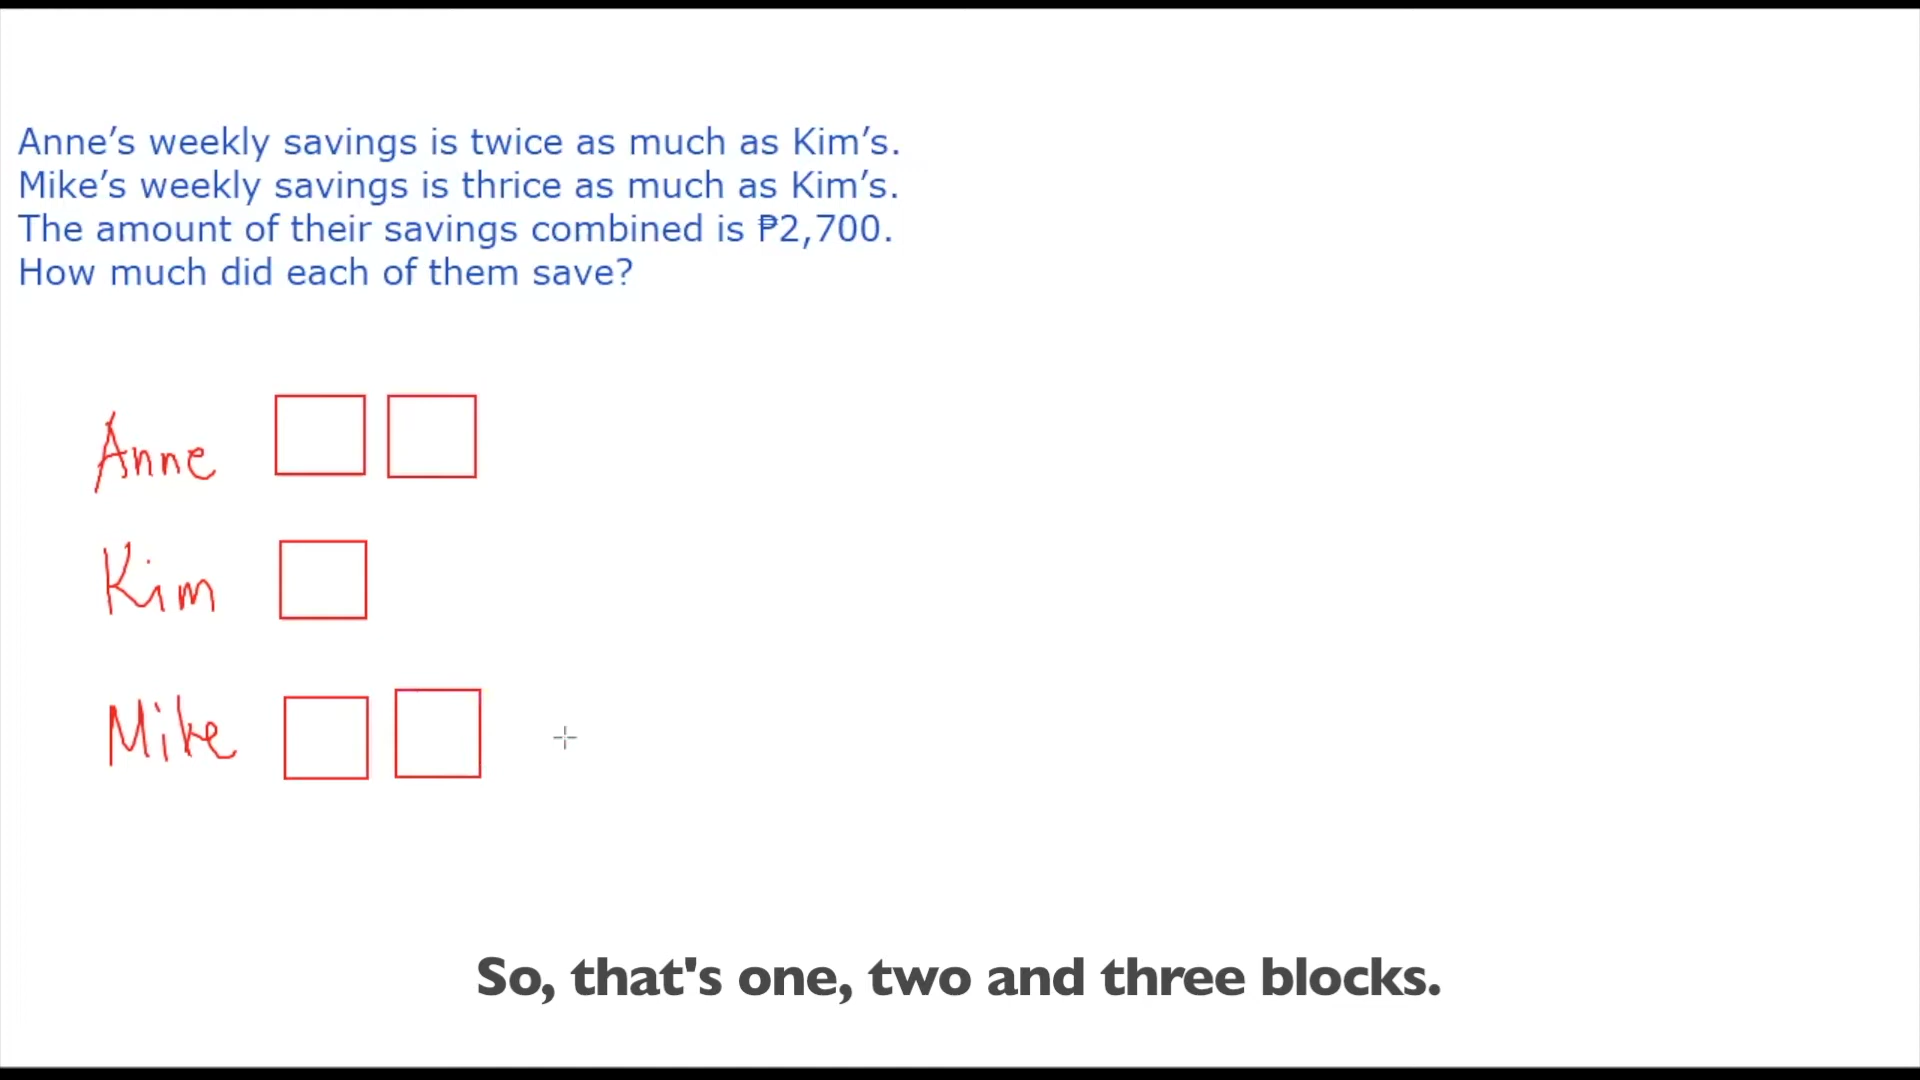 Anne’s weekly savings is twice as much as Kim’s.
Mike’s weekly savings is thrice as much as Kim’s.
The amount of their savings combined is ₱2,700.
How much did each of them save?
Anne
Kim
Mike
So, that's one, two and three blocks.